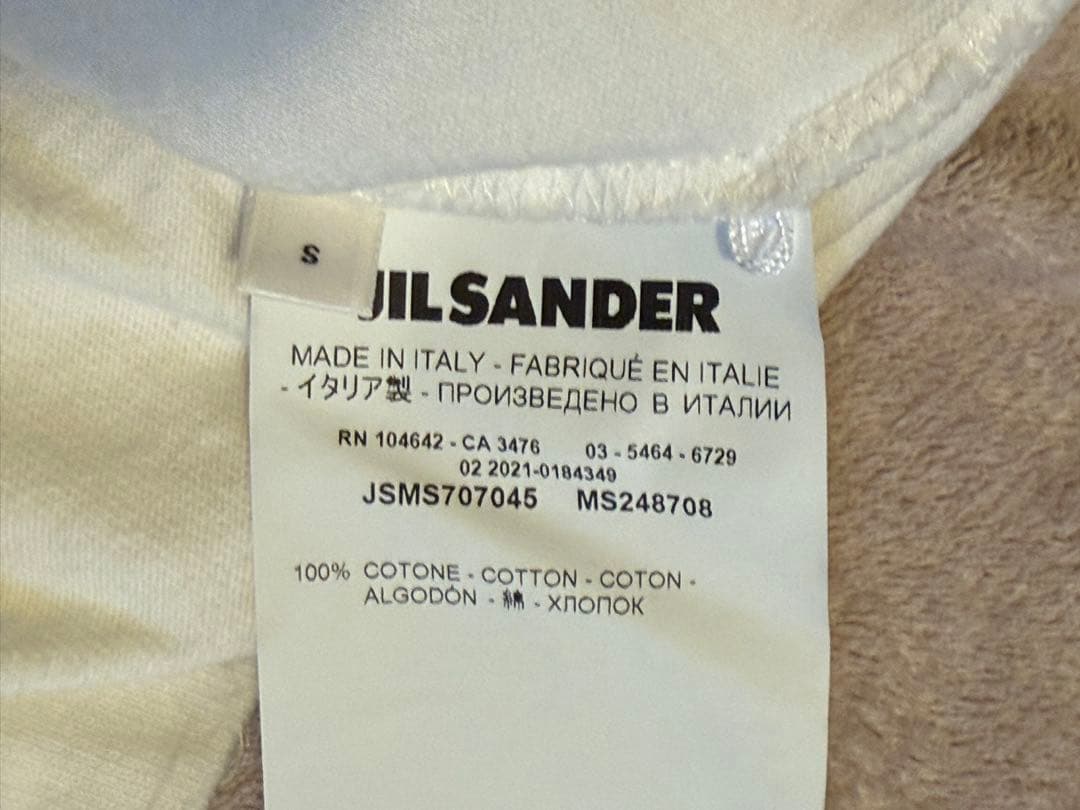 S
JIL SANDER
MADE IN ITALY - FABRIQUÉ EN ITALIE
- イタリア製 - ПРОИЗВЕДЕНО В ИТАЛИИ
RN 104642 - CA 3476 03 - 5464 - 6729
02 2021-0184349
JSMS707045 MS248708
100% COTONE - COTTON - COTON -
ALGODÓN - 綿 - ХЛОПОК